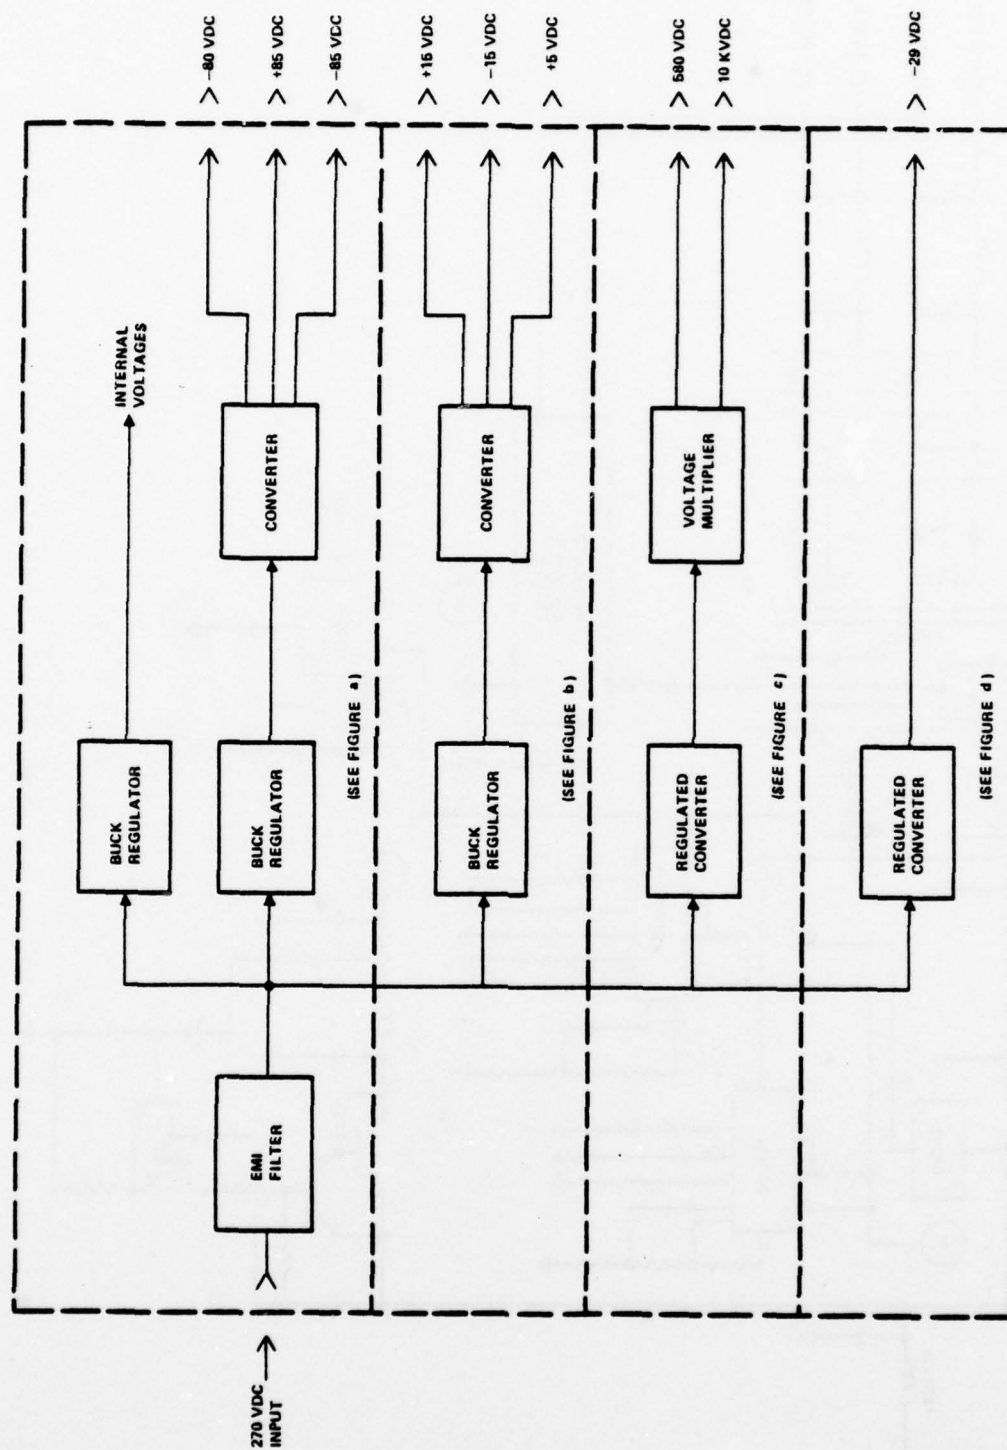 270 VDC
INPUT
EMI
FILTER
BUCK
REGULATOR
INTERNAL
VOLTAGES
BUCK
REGULATOR
CONVERTER
-80 VDC
+85 VDC
-85 VDC
(SEE FIGURE a)
BUCK
REGULATOR
CONVERTER
+15 VDC
-15 VDC
+5 VDC
(SEE FIGURE b)
REGULATED
CONVERTER
VOLTAGE
MULTIPLIER
580 VDC
10 KVDC
(SEE FIGURE c)
REGULATED
CONVERTER
-29 VDC
(SEE FIGURE d)